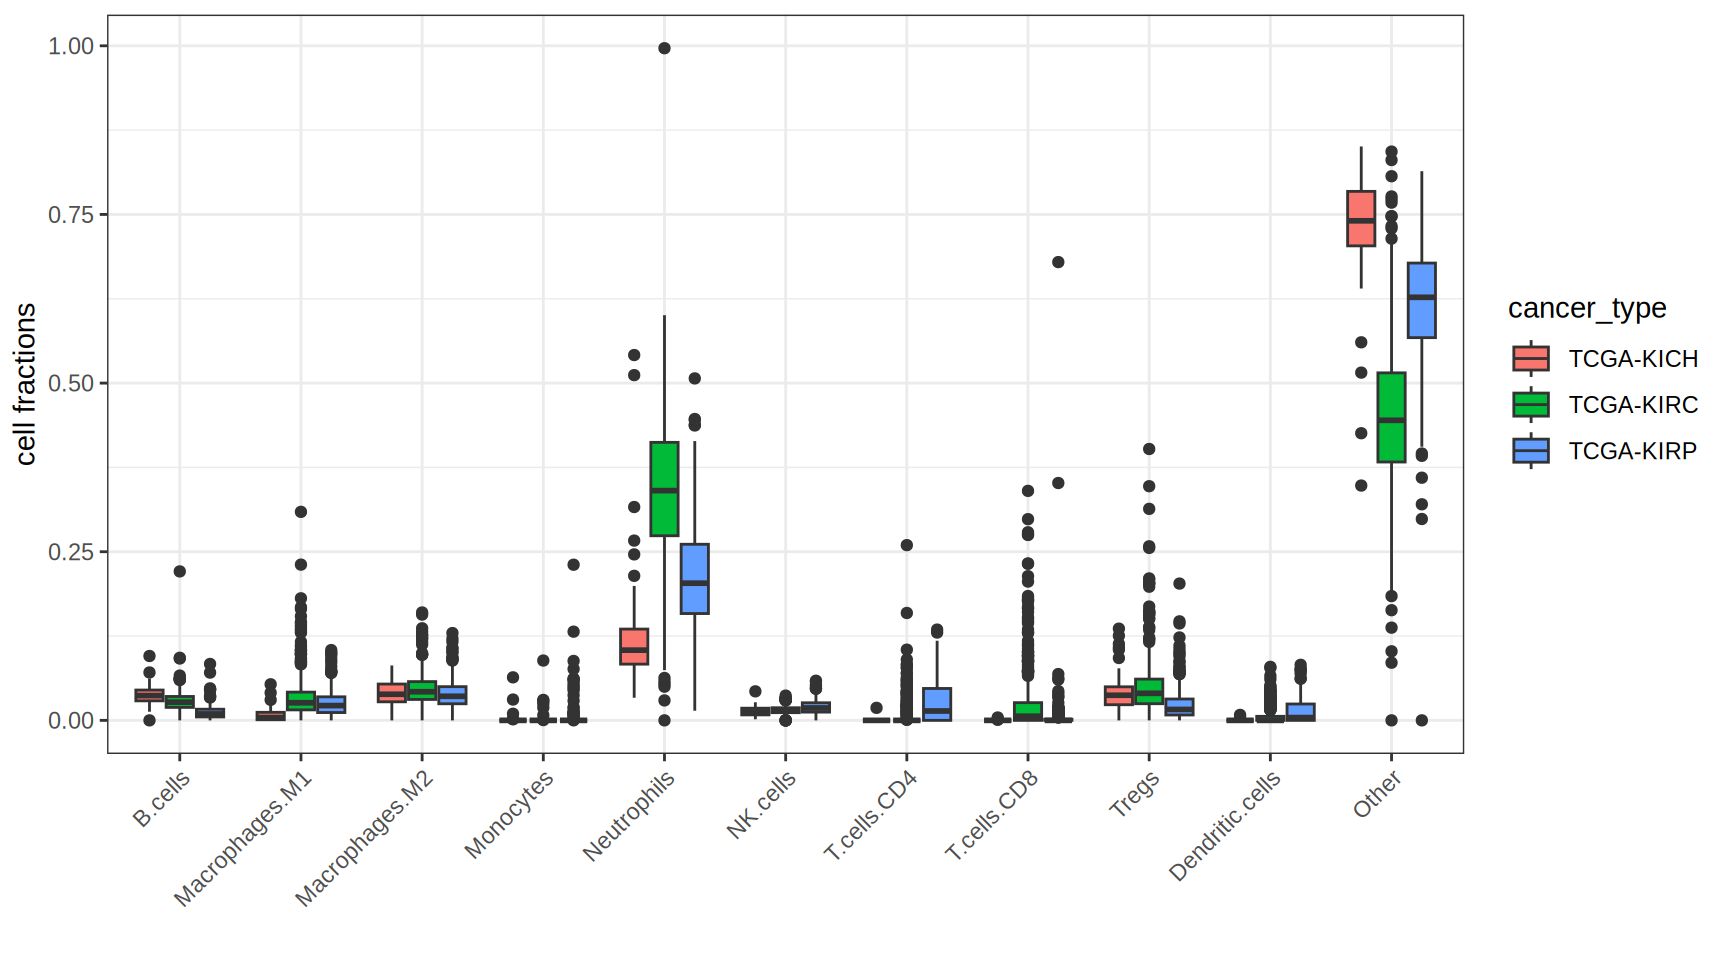 cell fractions
1.00
0.75
0.50
0.25
0.00
B.cells
Macrophages.M1
Macrophages.M2
Monocytes
Neutrophils
NK.cells
T.cells.CD4
T.cells.CD8
Tregs
Dendritic.cells
Other
cancer_type
TCGA-KICH
TCGA-KIRC
TCGA-KIRP